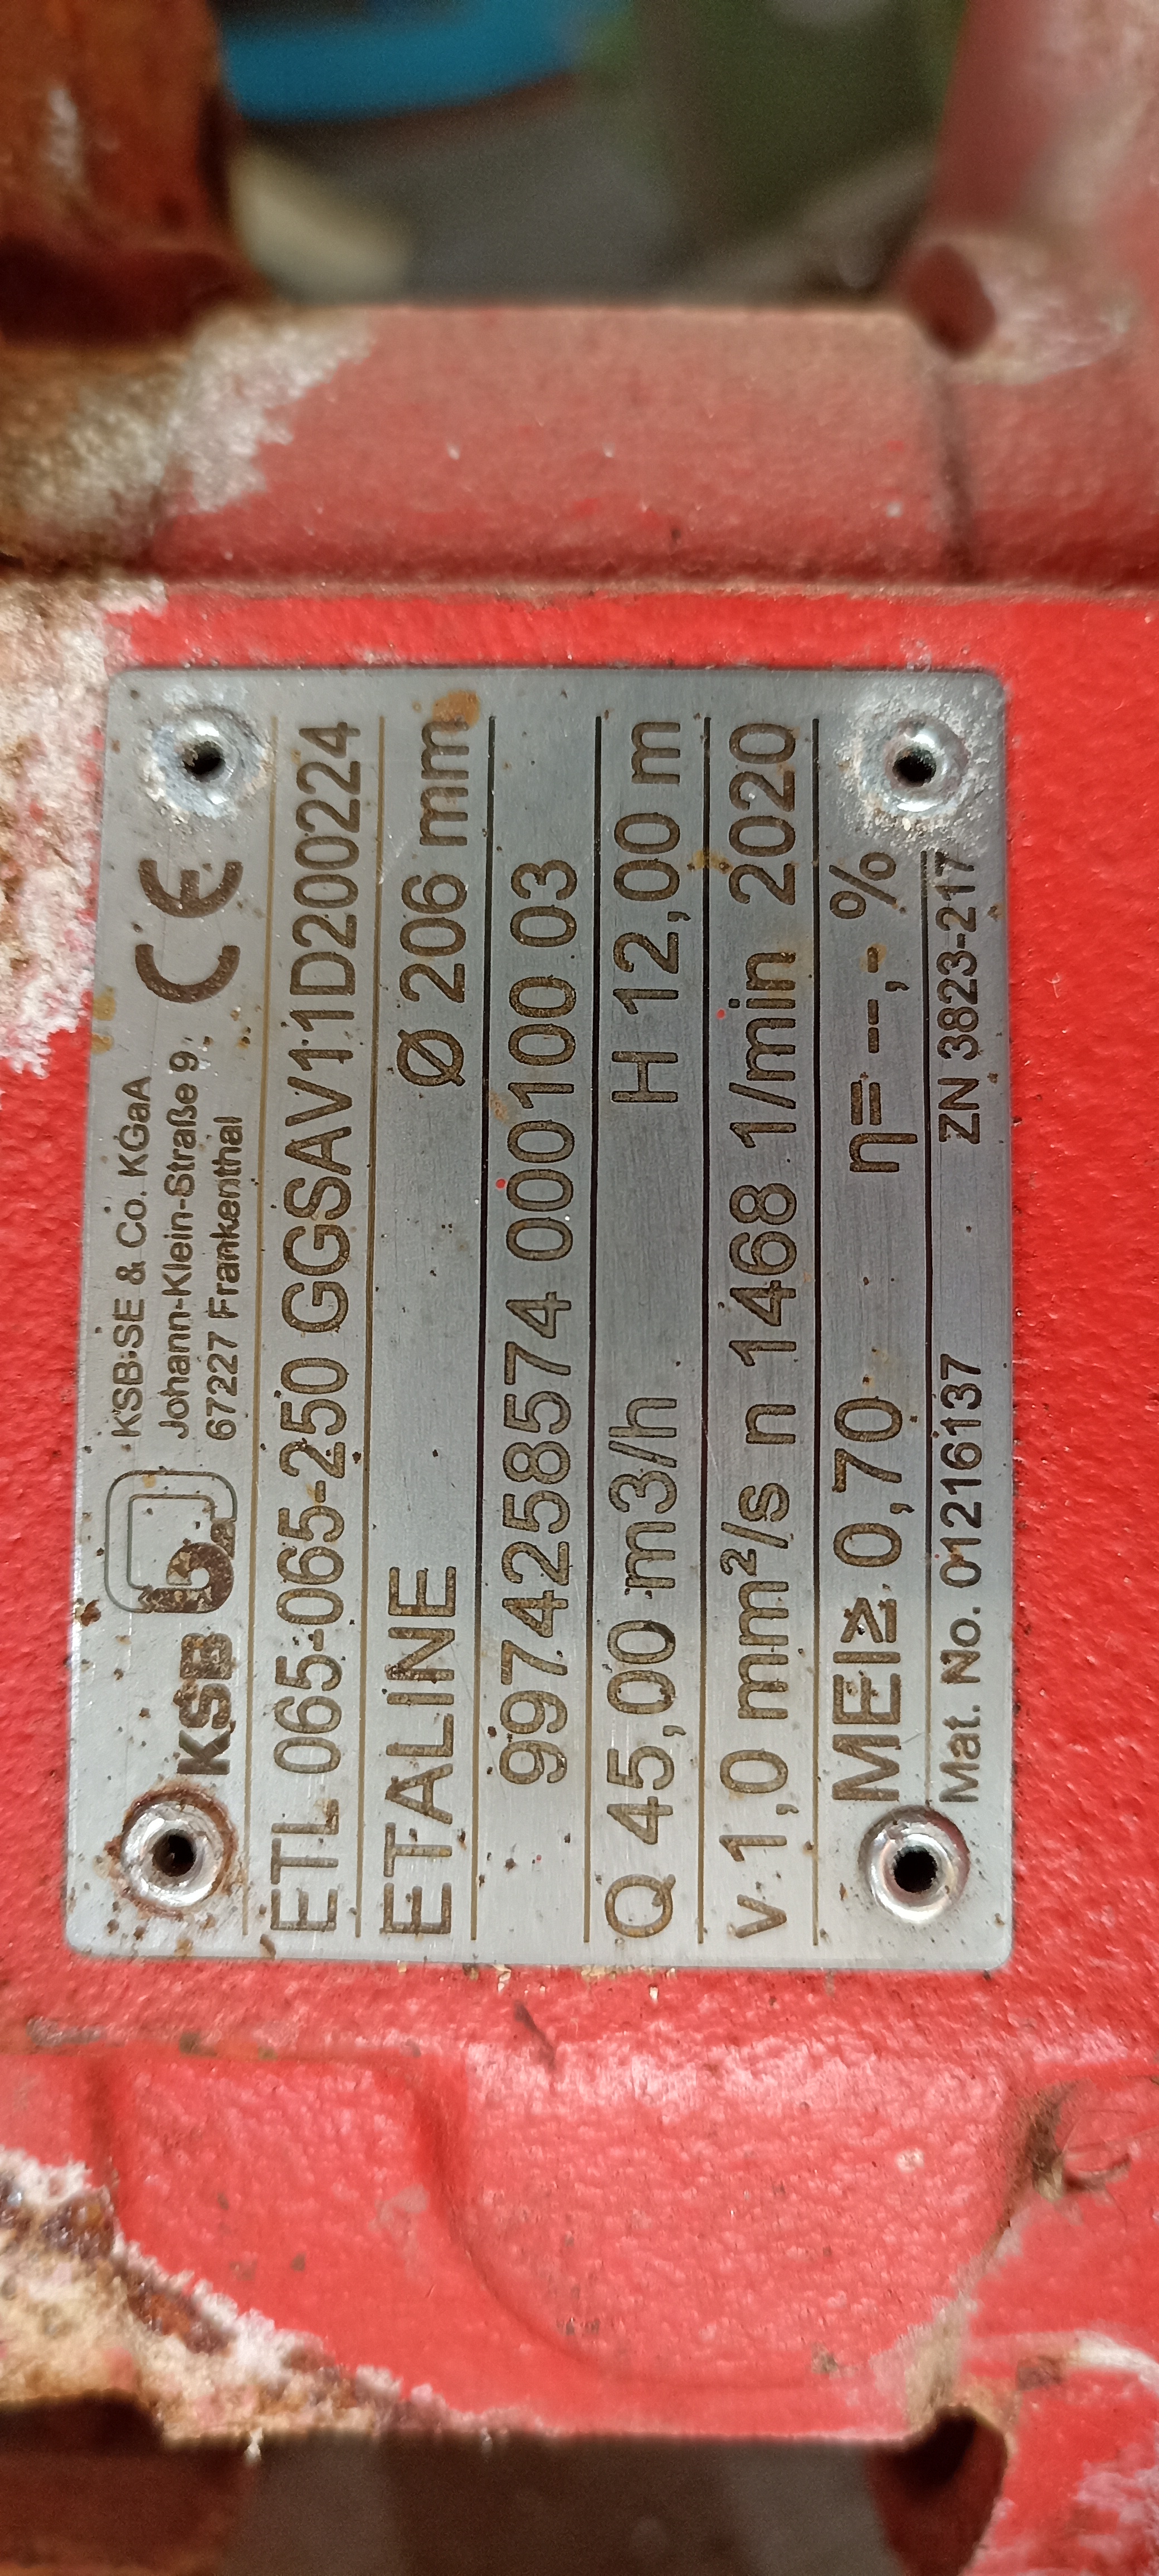 KSB
KSB SE & Co. KGaA
Johann-Klein-Straße 9
67227 Frankenthal
CE
ETL 065-065-250 GGSAV11D200224
ETALINE Ø 206 mm
9974258574 000100 03
Q 45,00 m3/h H 12,00 m
v 1,0 mm²/s n 1468 1/min 2020
MEI≥ 0,70 η= --,- %
Mat. No. 01216137 ZN 3823-217